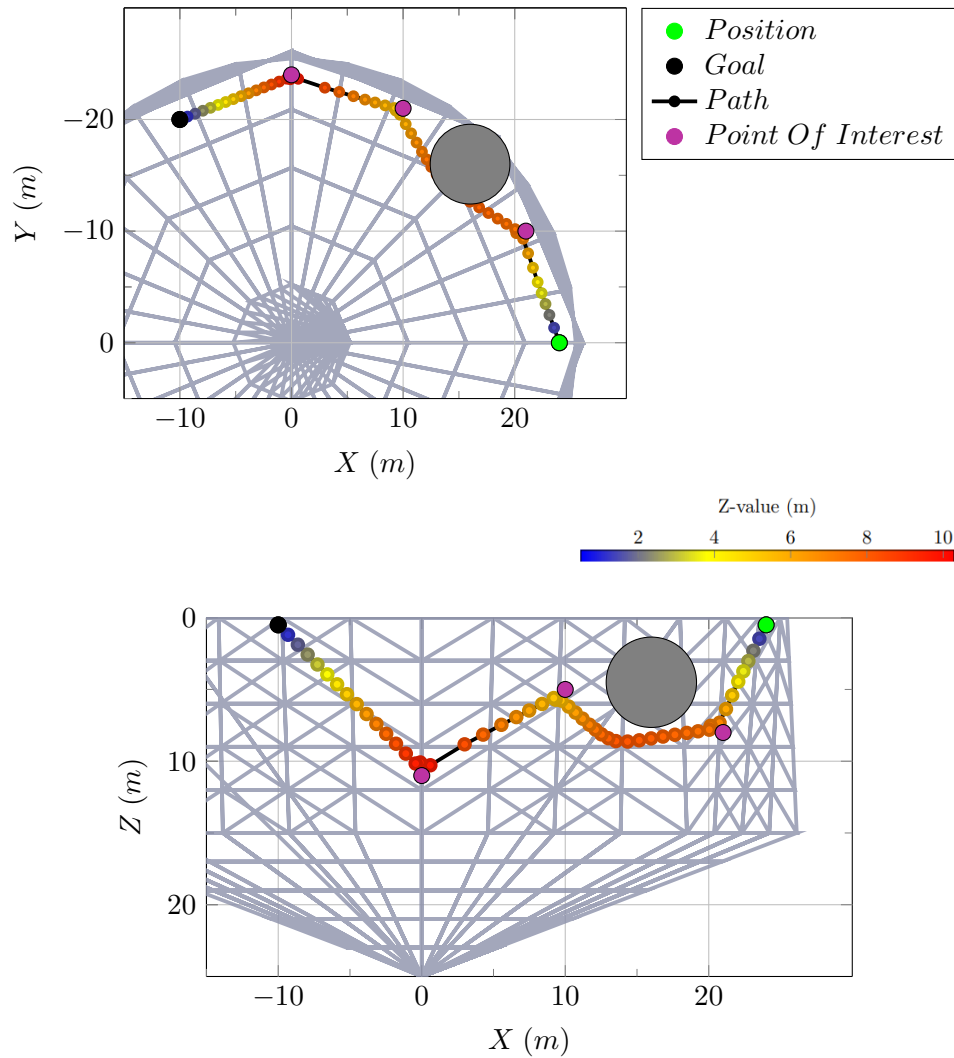 Position
Goal
Path
Point Of Interest
−20
−10
0
Y (m)
−10 0 10 20
X (m)
Z-value (m)
2 4 6 8 10
0
10
20
Z (m)
−10 0 10 20
X (m)